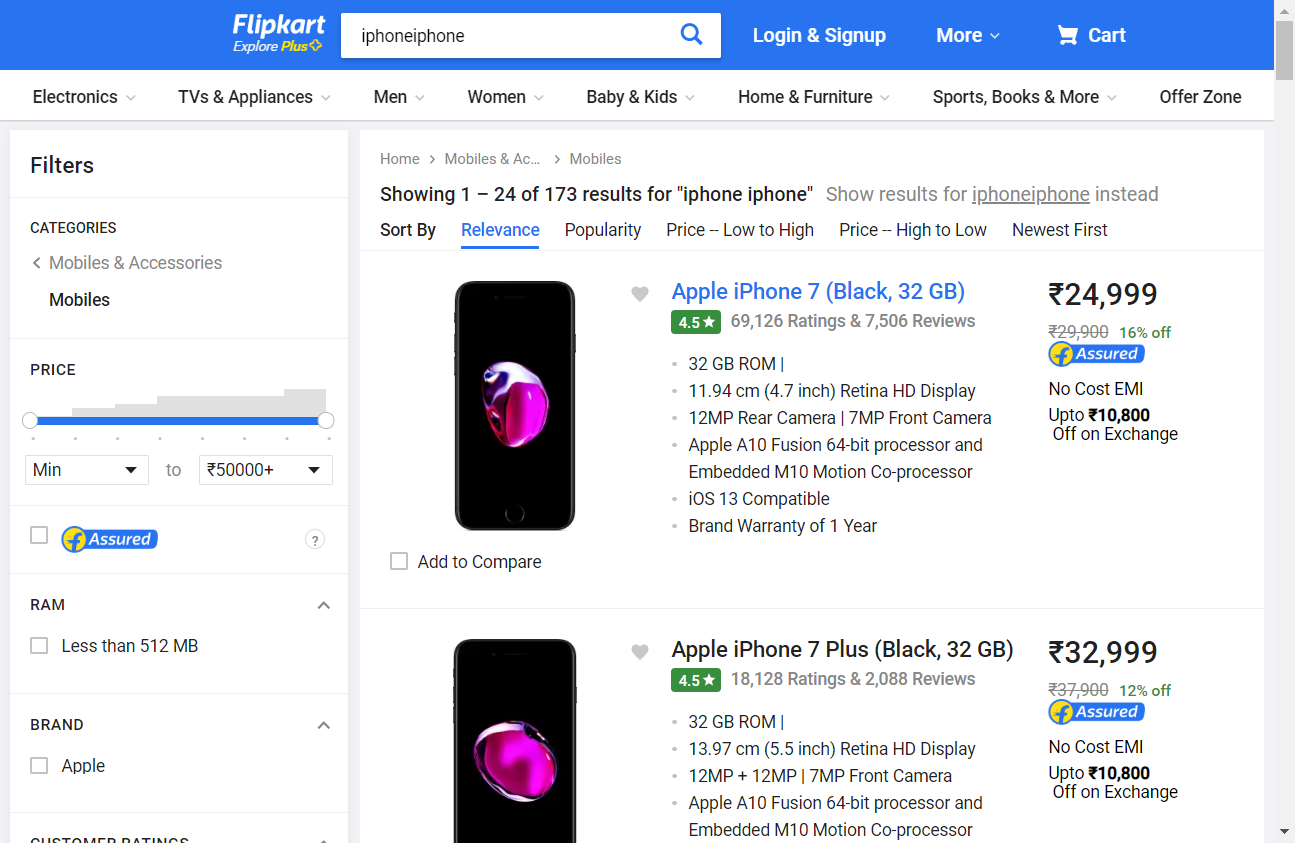 Flipkart
Explore Plus
iphoneiphone
Login & Signup
More
Cart
Electronics
TVs & Appliances
Men
Women
Baby & Kids
Home & Furniture
Sports, Books & More
Offer Zone
Filters
CATEGORIES
Mobiles & Accessories
Mobiles
PRICE
Min
to
₹50000+
Assured
?
RAM
Less than 512 MB
BRAND
Apple
CUSTOMER RATINGS
Home
Mobiles & Ac...
Mobiles
Showing 1 – 24 of 173 results for "iphone iphone" Show results for iphoneiphone instead
Sort By
Relevance
Popularity
Price -- Low to High
Price -- High to Low
Newest First
Apple iPhone 7 (Black, 32 GB)
4.5 ★ 69,126 Ratings & 7,506 Reviews
32 GB ROM |
11.94 cm (4.7 inch) Retina HD Display
12MP Rear Camera | 7MP Front Camera
Apple A10 Fusion 64-bit processor and
Embedded M10 Motion Co-processor
iOS 13 Compatible
Brand Warranty of 1 Year
₹24,999
₹29,900 16% off
Assured
No Cost EMI
Upto ₹10,800
Off on Exchange
Add to Compare
Apple iPhone 7 Plus (Black, 32 GB)
4.5 ★ 18,128 Ratings & 2,088 Reviews
32 GB ROM |
13.97 cm (5.5 inch) Retina HD Display
12MP + 12MP | 7MP Front Camera
Apple A10 Fusion 64-bit processor and
Embedded M10 Motion Co-processor
₹32,999
₹37,900 12% off
Assured
No Cost EMI
Upto ₹10,800
Off on Exchange